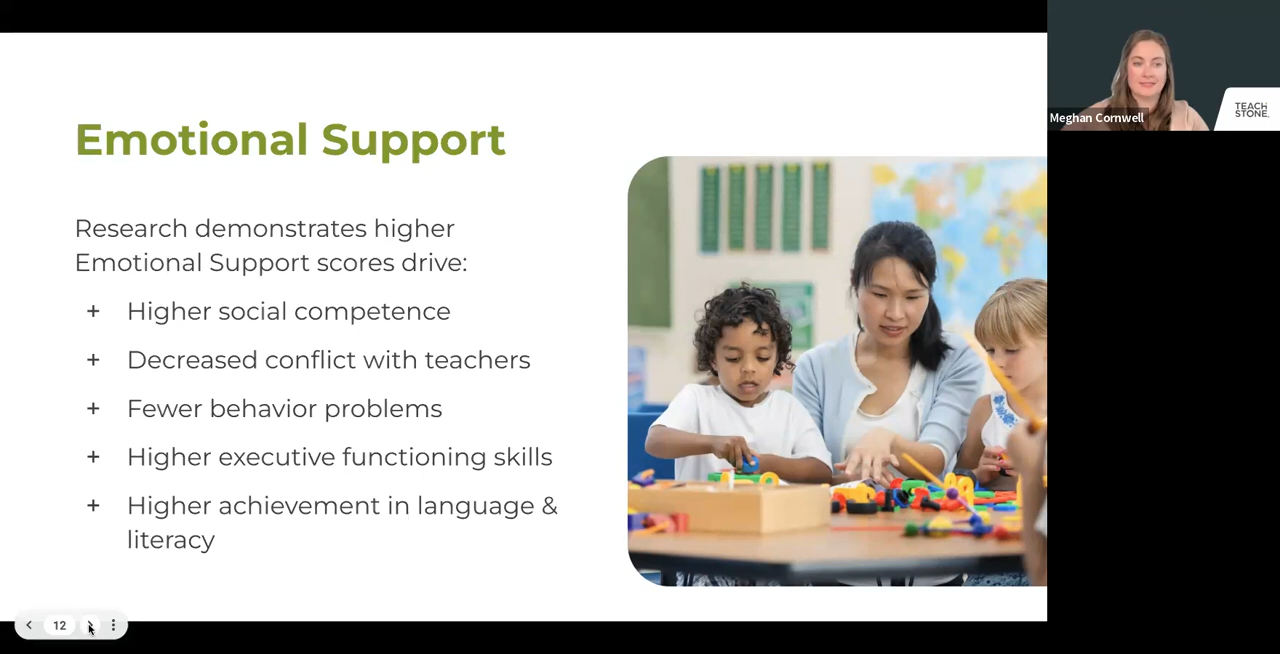 Emotional Support
Research demonstrates higher
Emotional Support scores drive:
+ Higher social competence
+ Decreased conflict with teachers
+ Fewer behavior problems
+ Higher executive functioning skills
+ Higher achievement in language &
literacy
12
Meghan Cornwell
TEACH
STONE.